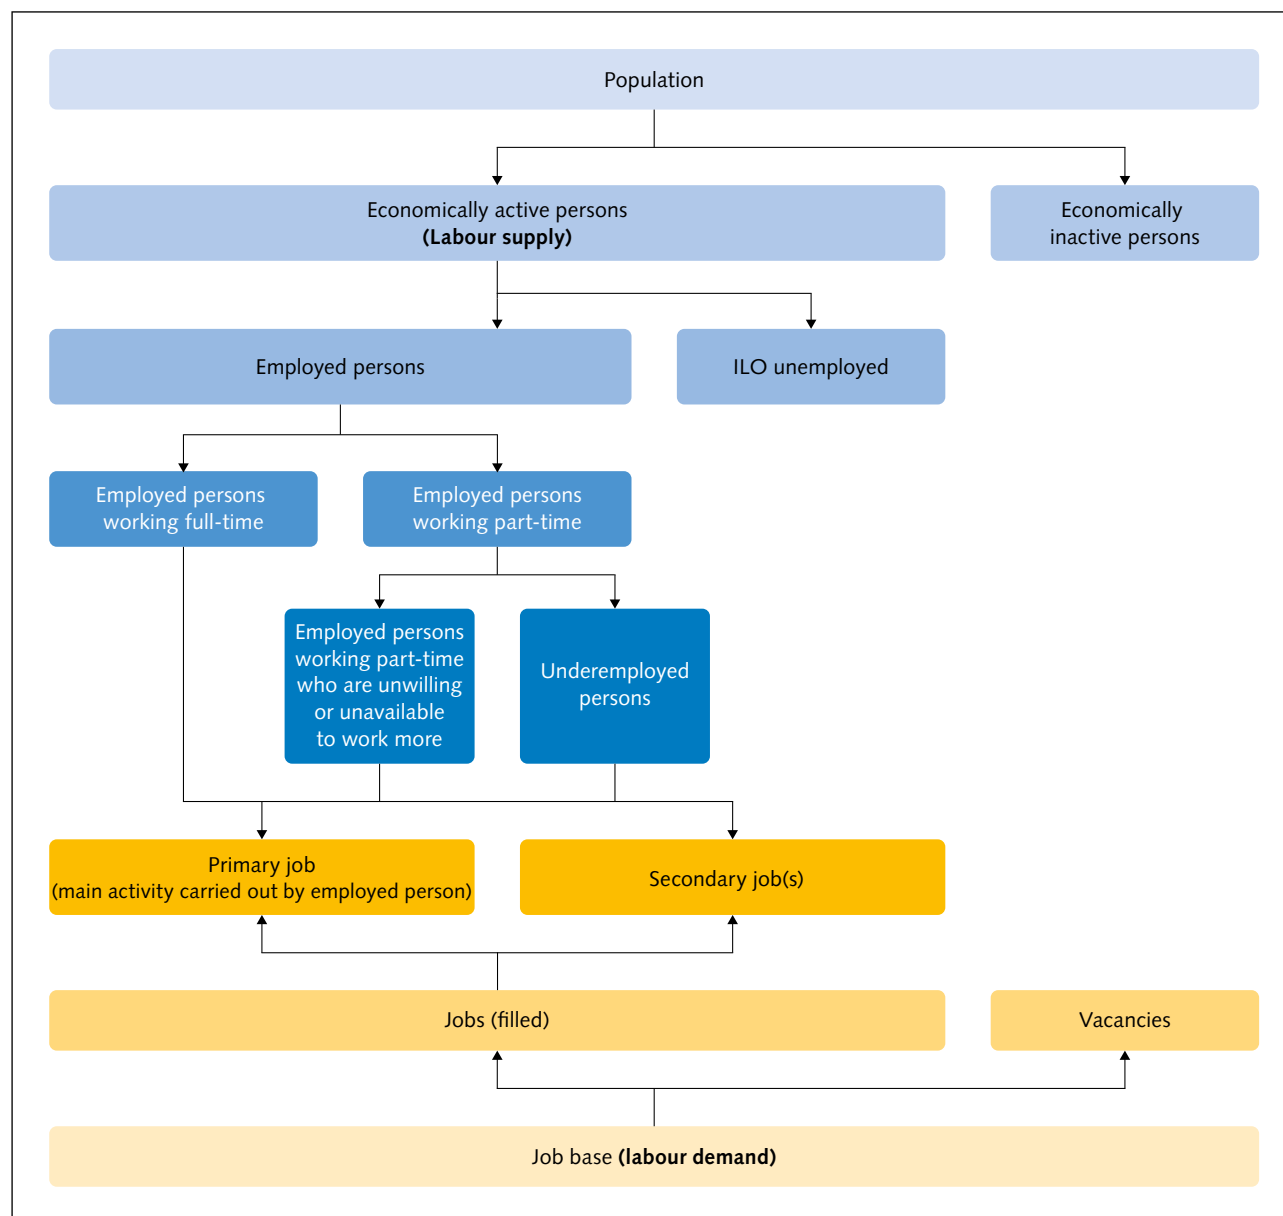 Population
Economically active persons
(Labour supply)
Economically
inactive persons
Employed persons
ILO unemployed
Employed persons
working full-time
Employed persons
working part-time
Employed persons
working part-time
who are unwilling
or unavailable
to work more
Underemployed
persons
Primary job
(main activity carried out by employed person)
Secondary job(s)
Jobs (filled)
Vacancies
Job base (labour demand)